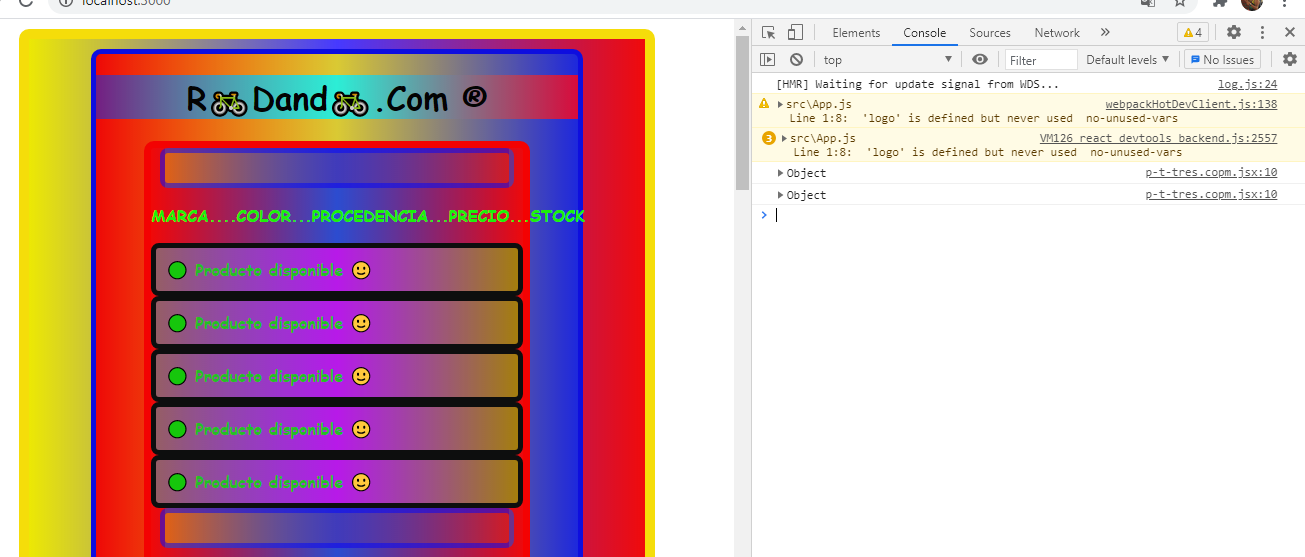 localhost:3000
R🚲Dand🚲.Com ®
MARCA....COLOR...PROCEDENCIA...PRECIO...STOCK
Producto disponible 🙂
Producto disponible 🙂
Producto disponible 🙂
Producto disponible 🙂
Producto disponible 🙂
Elements Console Sources Network » 4
top Filter Default levels ▼ No Issues
[HMR] Waiting for update signal from WDS... log.js:24
src\App.js webpackHotDevClient.js:138
Line 1:8: 'logo' is defined but never used no-unused-vars
3 src\App.js VM126 react devtools backend.js:2557
Line 1:8: 'logo' is defined but never used no-unused-vars
Object p-t-tres.copm.jsx:10
Object p-t-tres.copm.jsx:10